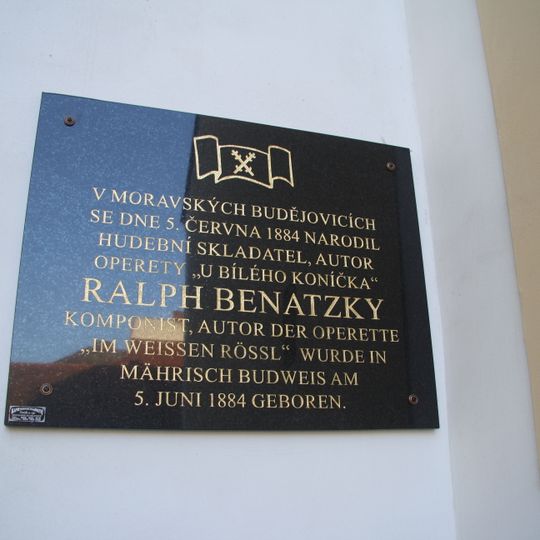 V MORAVSKÝCH BUDĚJOVICÍCH
SE DNE 5. ČERVNA 1884 NARODIL
HUDEBNÍ SKLADATEL, AUTOR
OPERETY „U BÍLÉHO KONÍČKA“
RALPH BENATZKY
KOMPONIST, AUTOR DER OPERETTE
„IM WEISSEN RÖSSL“ WURDE IN
MÄHRISCH BUDWEIS AM
5. JUNI 1884 GEBOREN.